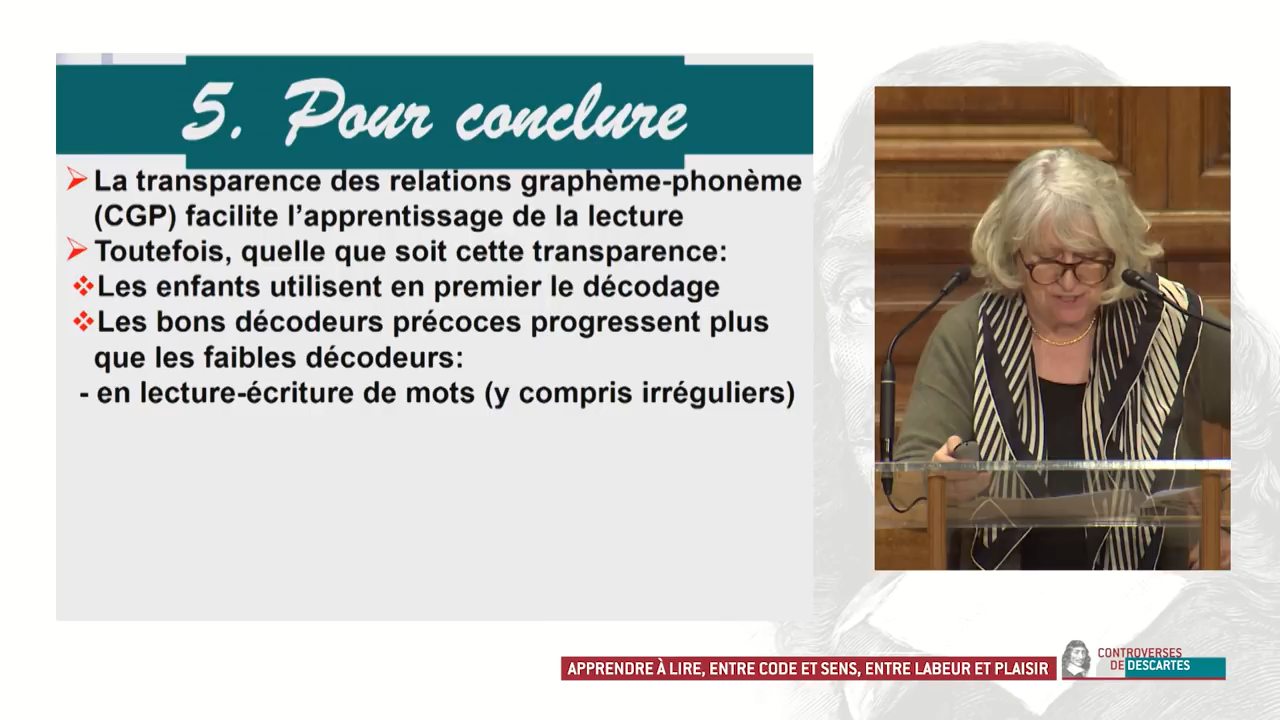 5. Pour conclure
➢ La transparence des relations graphème-phonème
(CGP) facilite l’apprentissage de la lecture
➢ Toutefois, quelle que soit cette transparence:
❖Les enfants utilisent en premier le décodage
❖Les bons décodeurs précoces progressent plus
que les faibles décodeurs:
- en lecture-écriture de mots (y compris irréguliers)
APPRENDRE À LIRE, ENTRE CODE ET SENS, ENTRE LABEUR ET PLAISIR
CONTROVERSES
DE DESCARTES